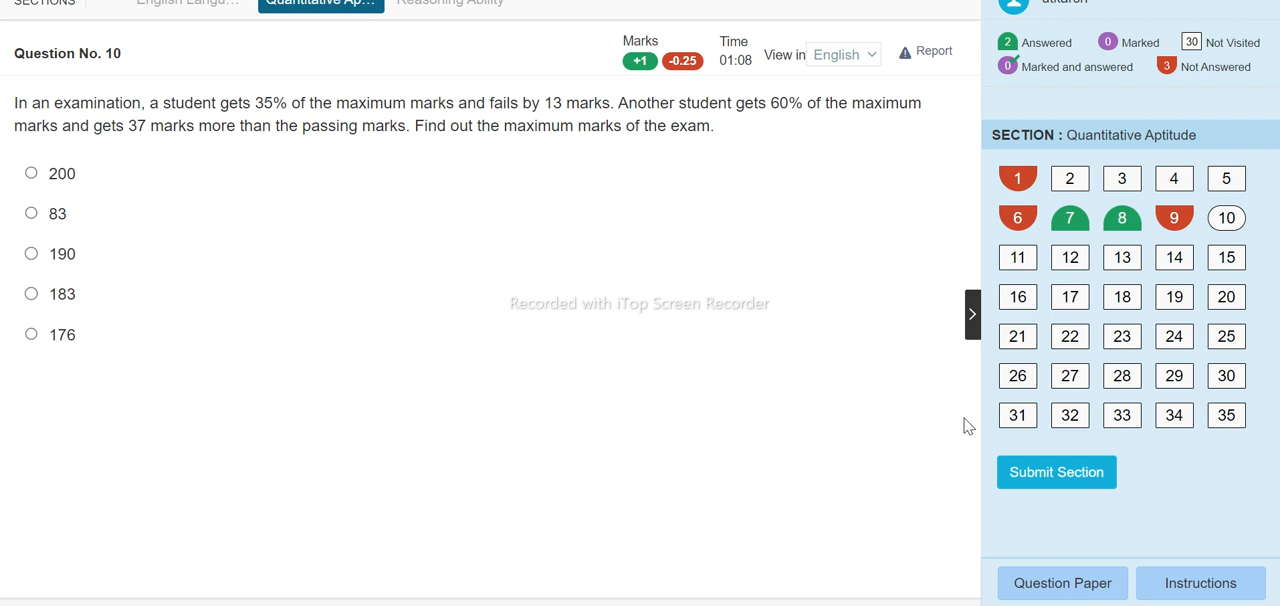 SECTIONS English Langu... Quantitative Ap... Reasoning Ability
Question No. 10
Marks
+1 -0.25
Time
01:08
View in English
Report
In an examination, a student gets 35% of the maximum marks and fails by 13 marks. Another student gets 60% of the maximum
marks and gets 37 marks more than the passing marks. Find out the maximum marks of the exam.
200
83
190
183
176
Recorded with iTop Screen Recorder
2 Answered 0 Marked 30 Not Visited
0 Marked and answered 3 Not Answered
SECTION : Quantitative Aptitude
1 2 3 4 5
6 7 8 9 10
11 12 13 14 15
16 17 18 19 20
21 22 23 24 25
26 27 28 29 30
31 32 33 34 35
Submit Section
Question Paper Instructions